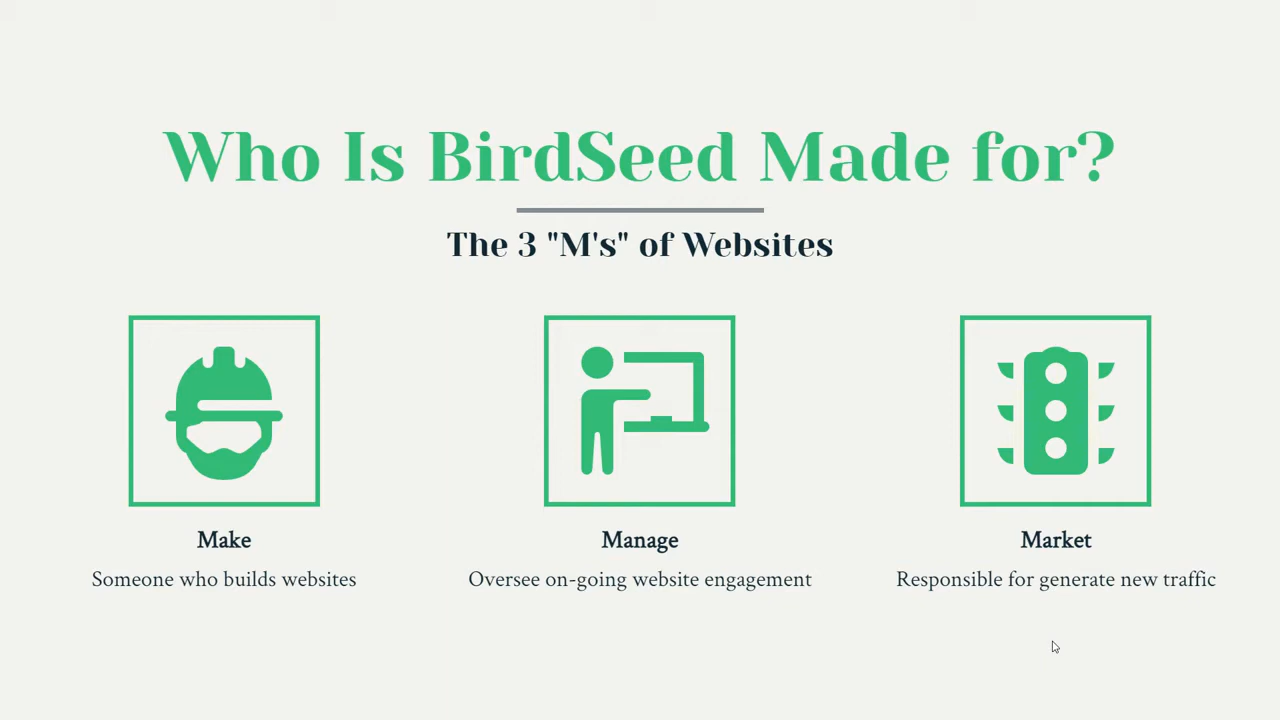 Who Is BirdSeed Made for?
The 3 "M's" of Websites
Make
Someone who builds websites
Manage
Oversee on-going website engagement
Market
Responsible for generate new traffic